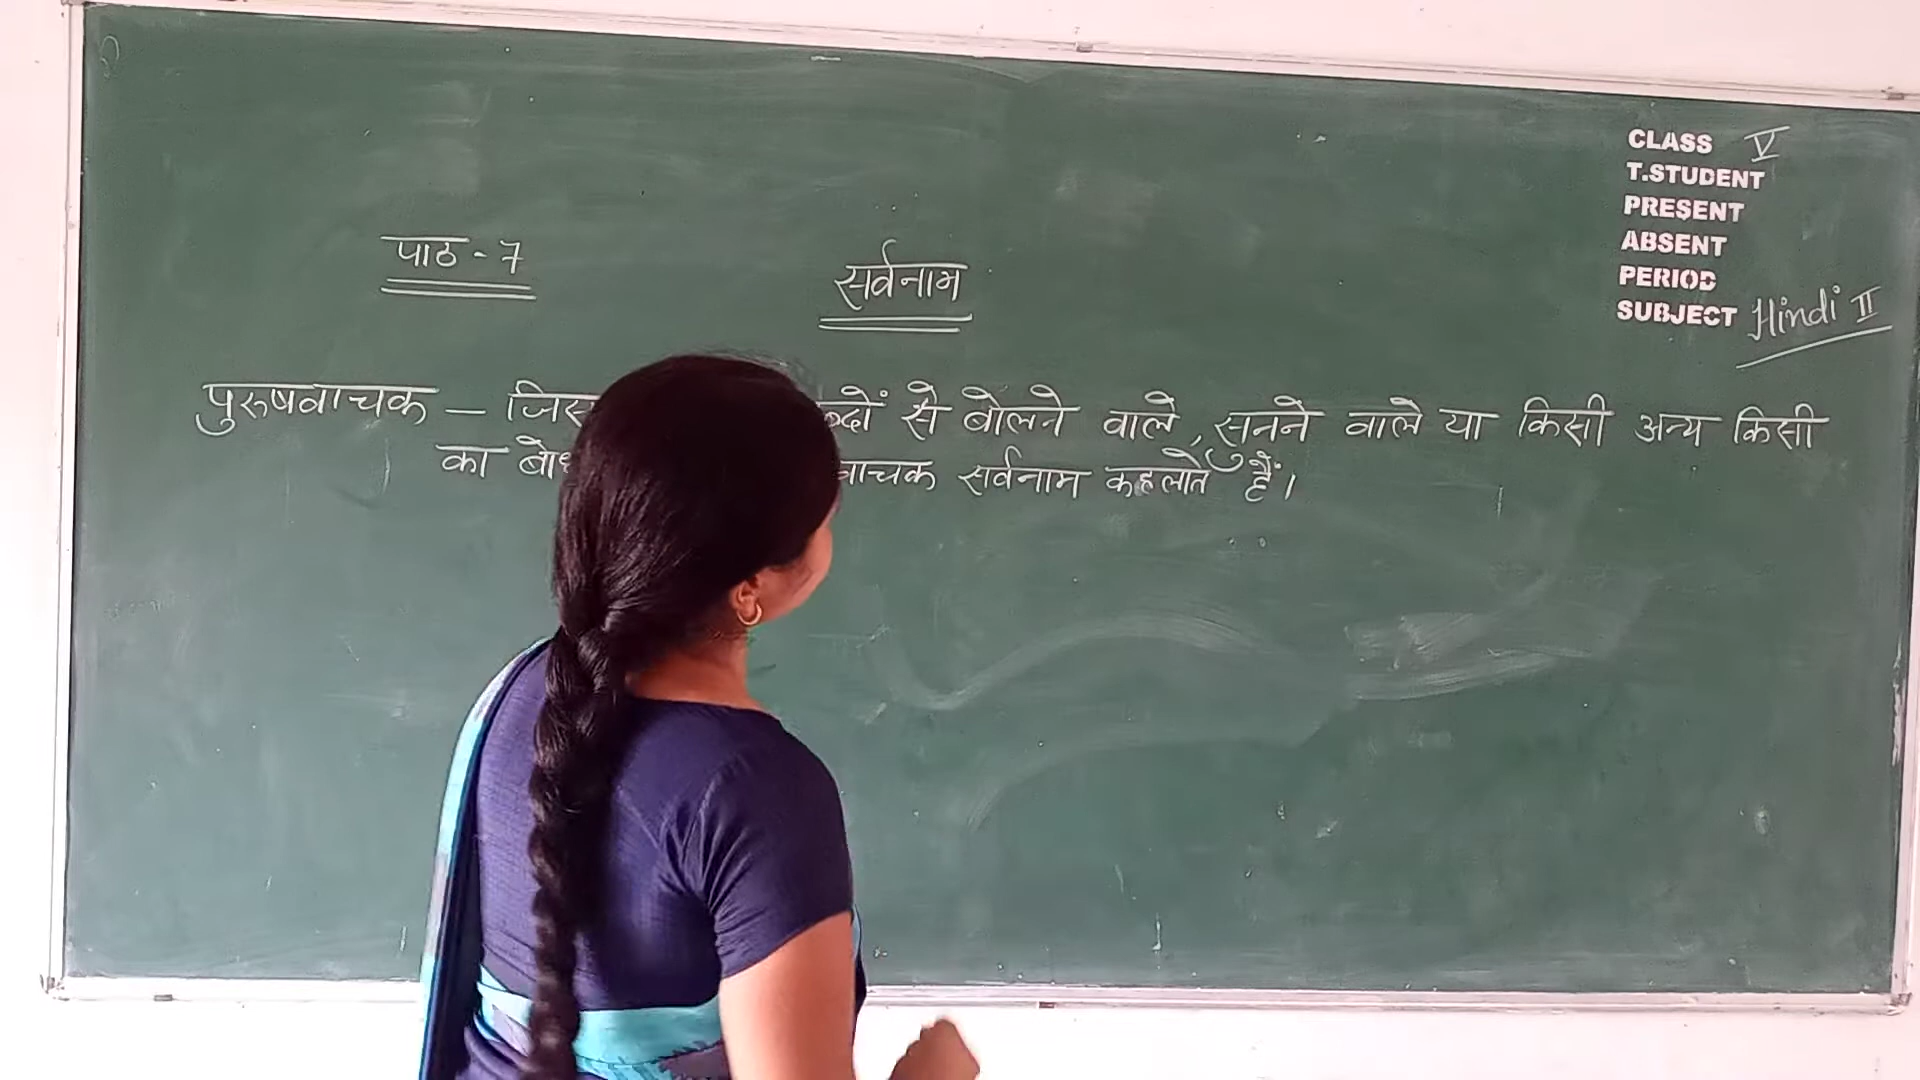 CLASS V
T.STUDENT
PRESENT
ABSENT
PERIOD
SUBJECT Hindi II
पाठ - 7
सर्वनाम
पुरुषवाचक — से बोलने वाले, सुनने वाले या किसी अन्य किसी
का सर्वनाम कहलाते हैं।